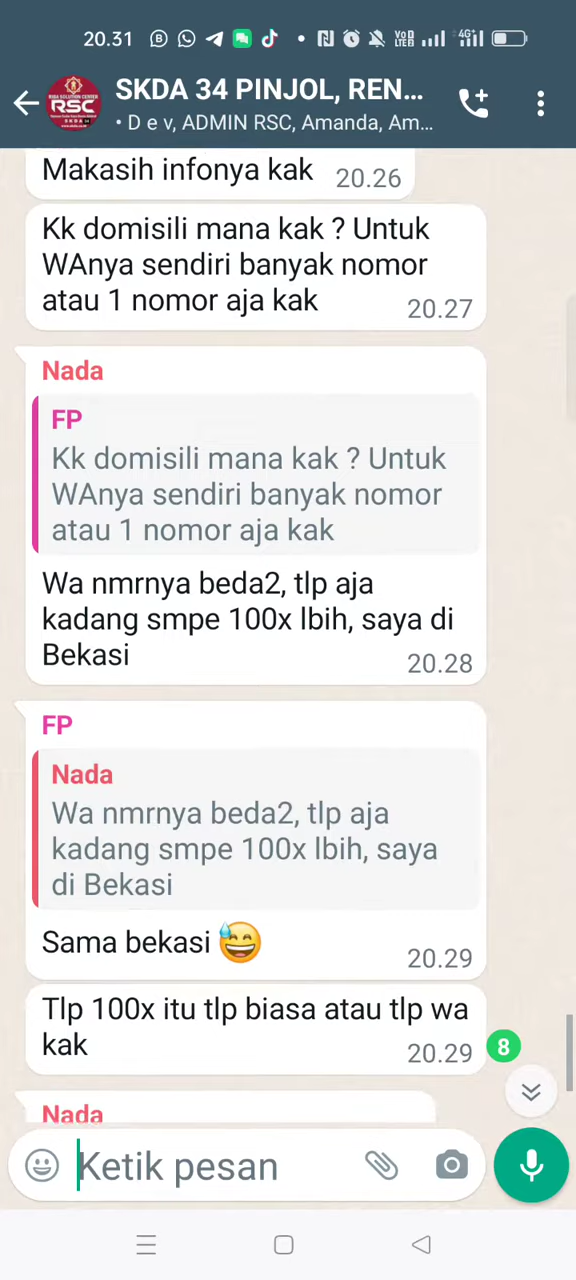 20.31
4G
SKDA 34 PINJOL, REN...
RSC
• D e v, ADMIN RSC, Amanda, Am...
Makasih infonya kak 20.26
Kk domisili mana kak ? Untuk
WAnya sendiri banyak nomor
atau 1 nomor aja kak 20.27
Nada
FP
Kk domisili mana kak ? Untuk
WAnya sendiri banyak nomor
atau 1 nomor aja kak
Wa nmrnya beda2, tlp aja
kadang smpe 100x lbih, saya di
Bekasi 20.28
FP
Nada
Wa nmrnya beda2, tlp aja
kadang smpe 100x lbih, saya
di Bekasi
Sama bekasi 😅 20.29
Tlp 100x itu tlp biasa atau tlp wa
kak 20.29
8
Nada
Ketik pesan